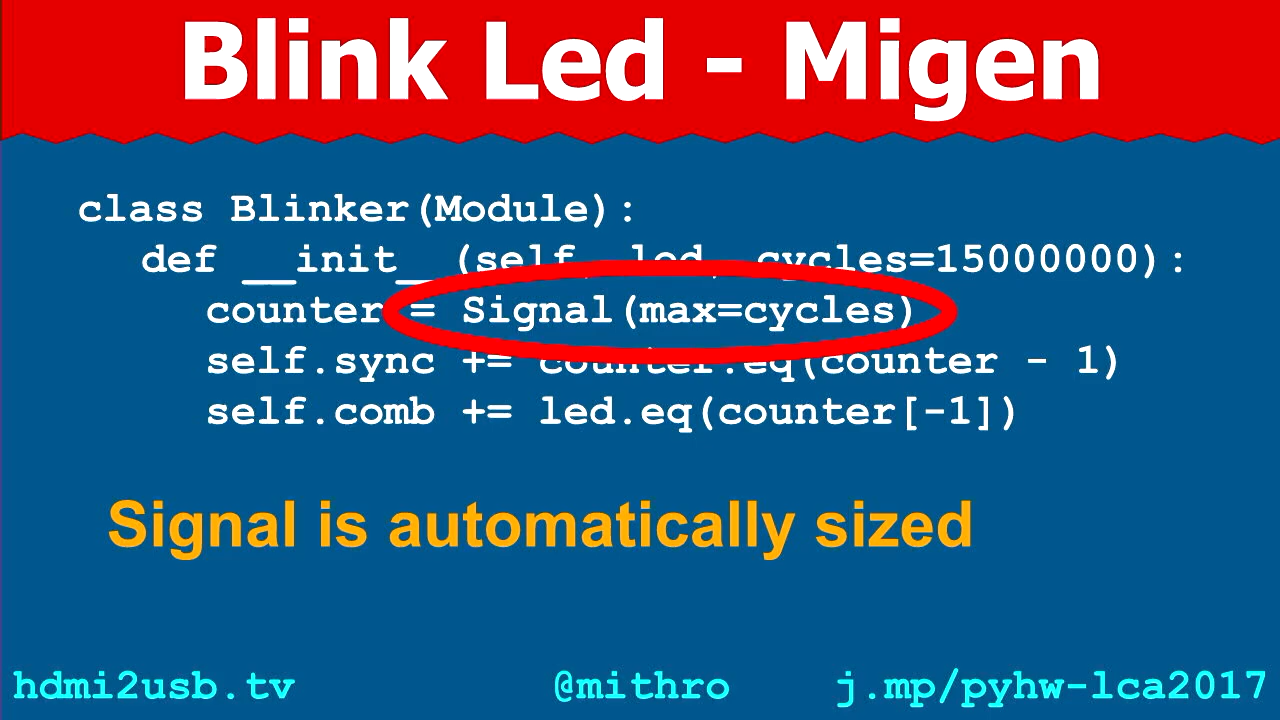 Blink Led - Migen
class Blinker(Module):
def __init__(self, led, cycles=15000000):
counter = Signal(max=cycles)
self.sync += counter.eq(counter - 1)
self.comb += led.eq(counter[-1])
Signal is automatically sized
hdmi2usb.tv @mithro j.mp/pyhw-lca2017